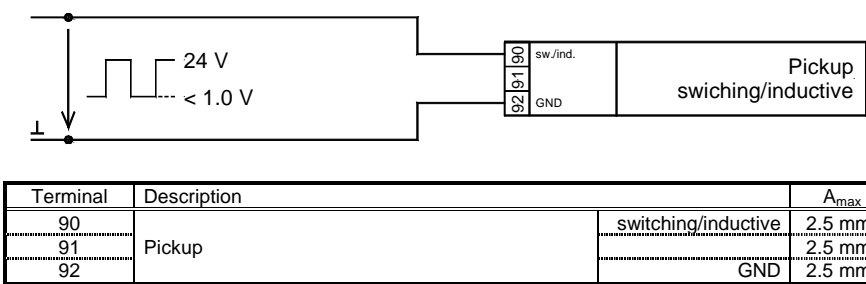 24 V
< 1.0 V
⊥
90 sw./ind.
91
92 GND
Pickup
swiching/inductive
Terminal Description Amax
90 switching/inductive 2.5 mm
91 Pickup 2.5 mm
92 GND 2.5 mm